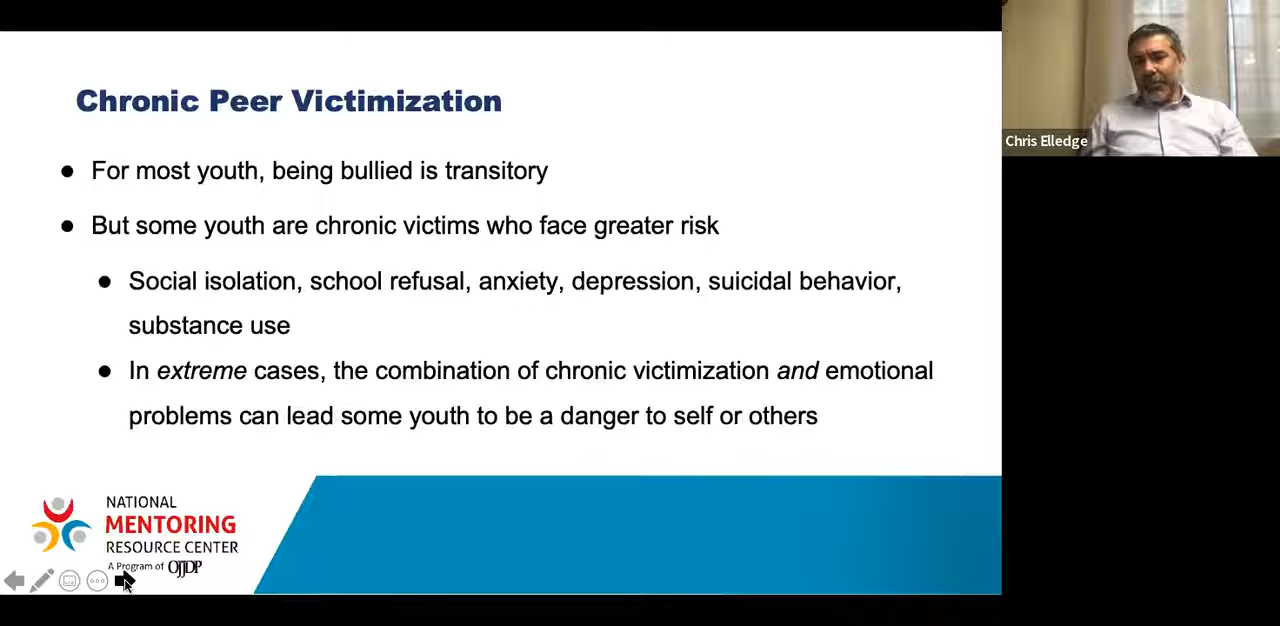 Chronic Peer Victimization
● For most youth, being bullied is transitory
● But some youth are chronic victims who face greater risk
● Social isolation, school refusal, anxiety, depression, suicidal behavior,
substance use
● In extreme cases, the combination of chronic victimization and emotional
problems can lead some youth to be a danger to self or others
NATIONAL
MENTORING
RESOURCE CENTER
A Program of OJJDP
Chris Elledge